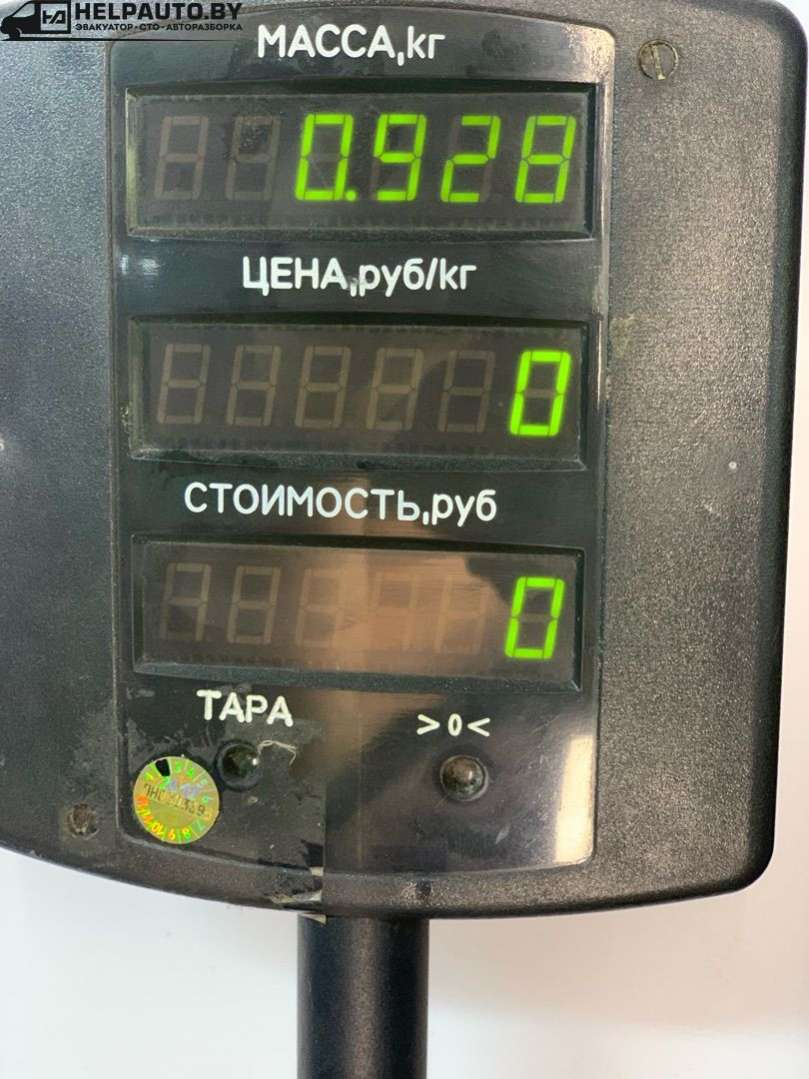 HELPAUTO.BY
ЭВАКУАТОР•СТО•АВТОРАЗБОРКА
МАССА,кг
0.928
ЦЕНА,руб/кг
0
СТОИМОСТЬ,руб
0
ТАРА
>0<